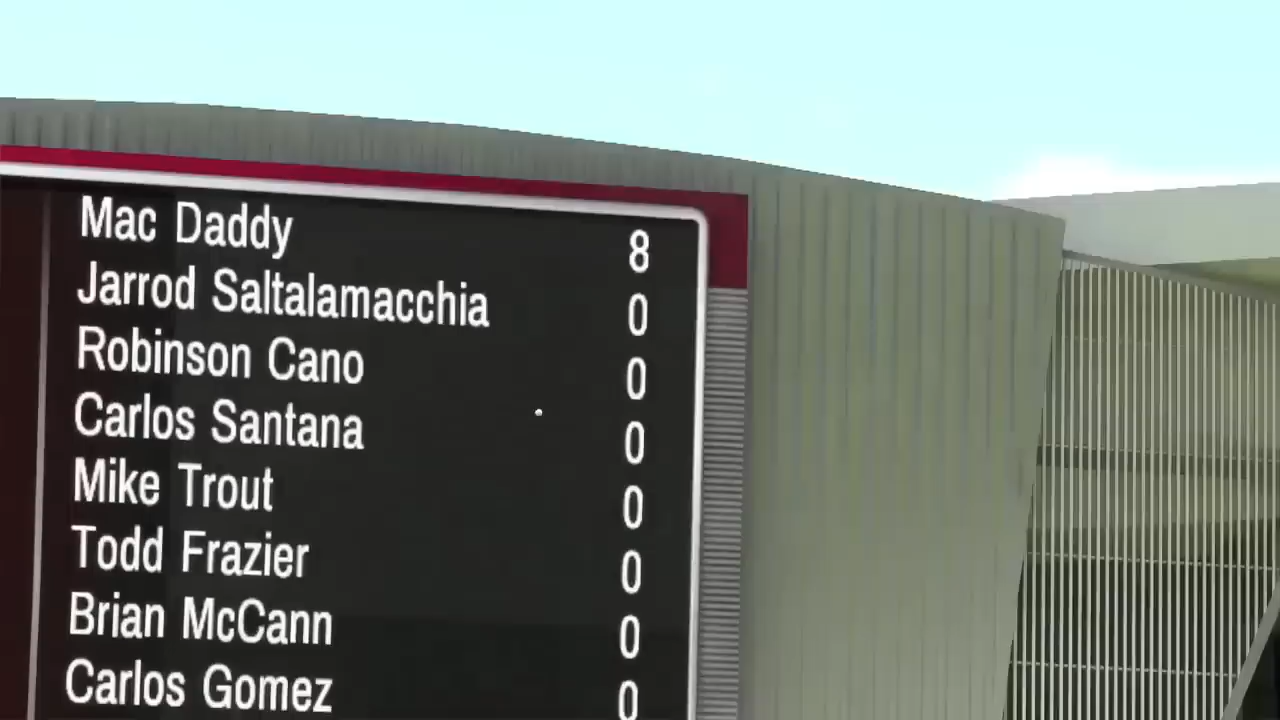 Mac Daddy 8
Jarrod Saltalamacchia 0
Robinson Cano 0
Carlos Santana 0
Mike Trout 0
Todd Frazier 0
Brian McCann 0
Carlos Gomez 0